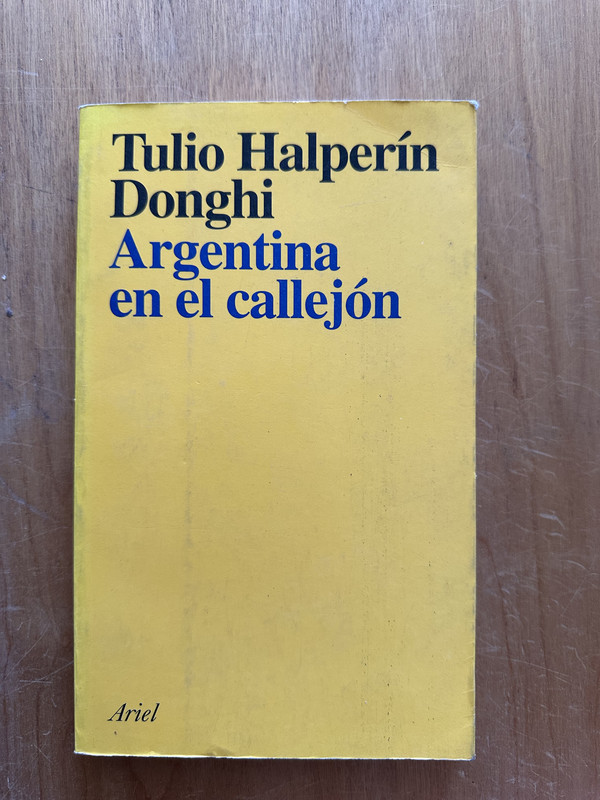 Tulio Halperín
Donghi
Argentina
en el callejón
Ariel